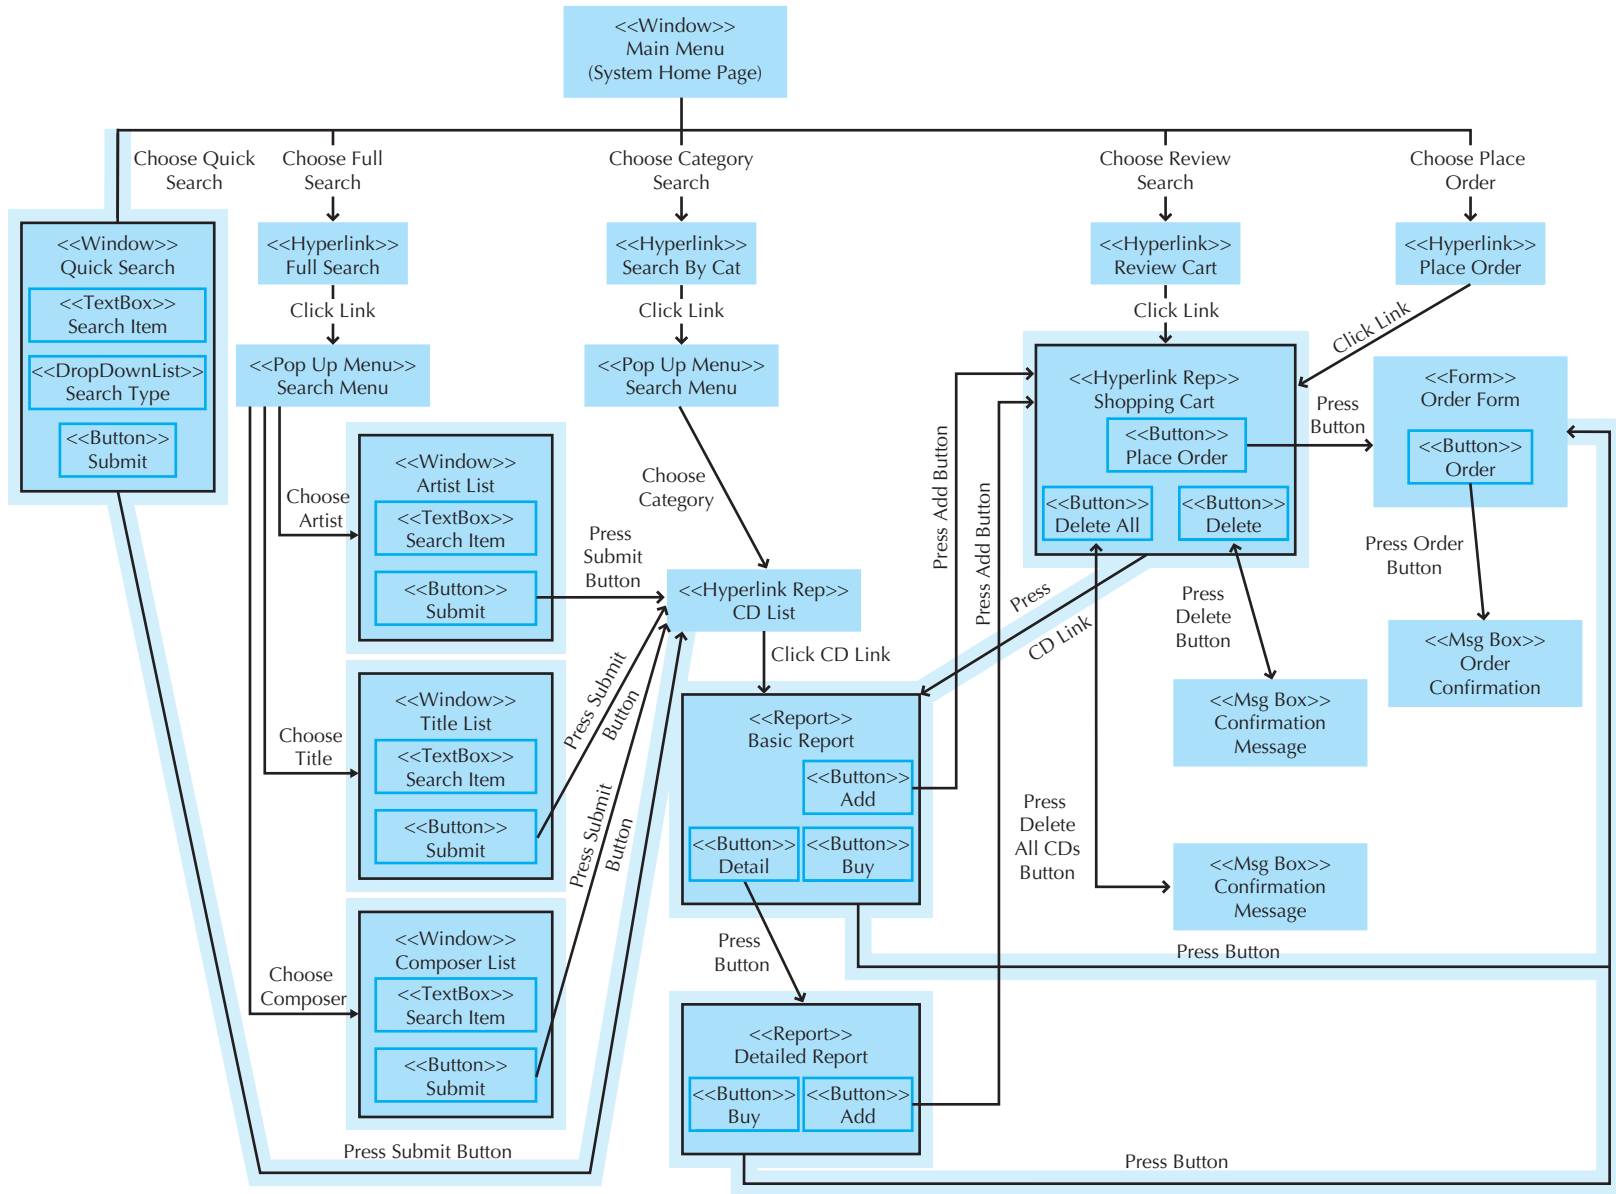 <<Window>>
Main Menu
(System Home Page)
Choose Quick
Search
Choose Full
Search
Choose Category
Search
Choose Review
Search
Choose Place
Order
<<Window>>
Quick Search
<<TextBox>>
Search Item
<<DropDownList>>
Search Type
<<Button>>
Submit
<<Hyperlink>>
Full Search
Click Link
<<Pop Up Menu>>
Search Menu
<<Hyperlink>>
Search By Cat
Click Link
<<Pop Up Menu>>
Search Menu
<<Hyperlink>>
Review Cart
Click Link
<<Hyperlink>>
Place Order
Click Link
<<Hyperlink Rep>>
Shopping Cart
<<Button>>
Place Order
<<Button>>
Delete All
<<Button>>
Delete
Press
Button
<<Form>>
Order Form
<<Button>>
Order
Choose
Artist
<<Window>>
Artist List
<<TextBox>>
Search Item
<<Button>>
Submit
Press
Submit
Button
Choose
Category
<<Hyperlink Rep>>
CD List
Click CD Link
Press Add Button
Press Add Button
Press
CD Link
Press
Delete
Button
Press Order
Button
<<Msg Box>>
Order
Confirmation
<<Msg Box>>
Confirmation
Message
Choose
Title
<<Window>>
Title List
<<TextBox>>
Search Item
<<Button>>
Submit
Press Submit
Button
Press Submit
Button
<<Report>>
Basic Report
<<Button>>
Add
<<Button>>
Detail
<<Button>>
Buy
Press
Delete
All CDs
Button
<<Msg Box>>
Confirmation
Message
Choose
Composer
<<Window>>
Composer List
<<TextBox>>
Search Item
<<Button>>
Submit
Press
Button
Press Button
<<Report>>
Detailed Report
<<Button>>
Buy
<<Button>>
Add
Press Submit Button
Press Button